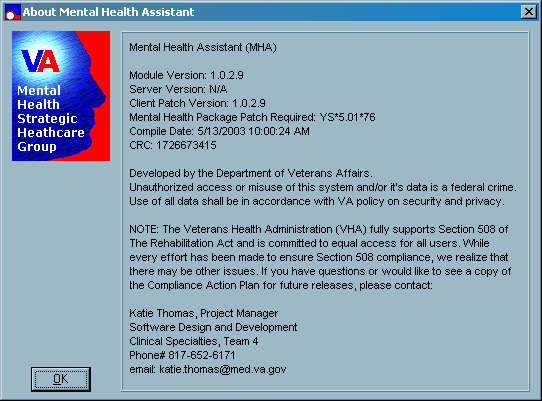 About Mental Health Assistant
VA
Mental
Health
Strategic
Heathcare
Group
Mental Health Assistant (MHA)
Module Version: 1.0.2.9
Server Version: N/A
Client Patch Version: 1.0.2.9
Mental Health Package Patch Required: YS*5.01*76
Compile Date: 5/13/2003 10:00:24 AM
CRC: 1726673415
Developed by the Department of Veterans Affairs.
Unauthorized access or misuse of this system and/or it's data is a federal crime.
Use of all data shall be in accordance with VA policy on security and privacy.
NOTE: The Veterans Health Administration (VHA) fully supports Section 508 of
The Rehabilitation Act and is committed to equal access for all users. While
every effort has been made to ensure Section 508 compliance, we realize that
there may be other issues. If you have questions or would like to see a copy of
the Compliance Action Plan for future releases, please contact:
Katie Thomas, Project Manager
Software Design and Development
Clinical Specialties, Team 4
Phone# 817-652-6171
email: katie.thomas@med.va.gov
OK